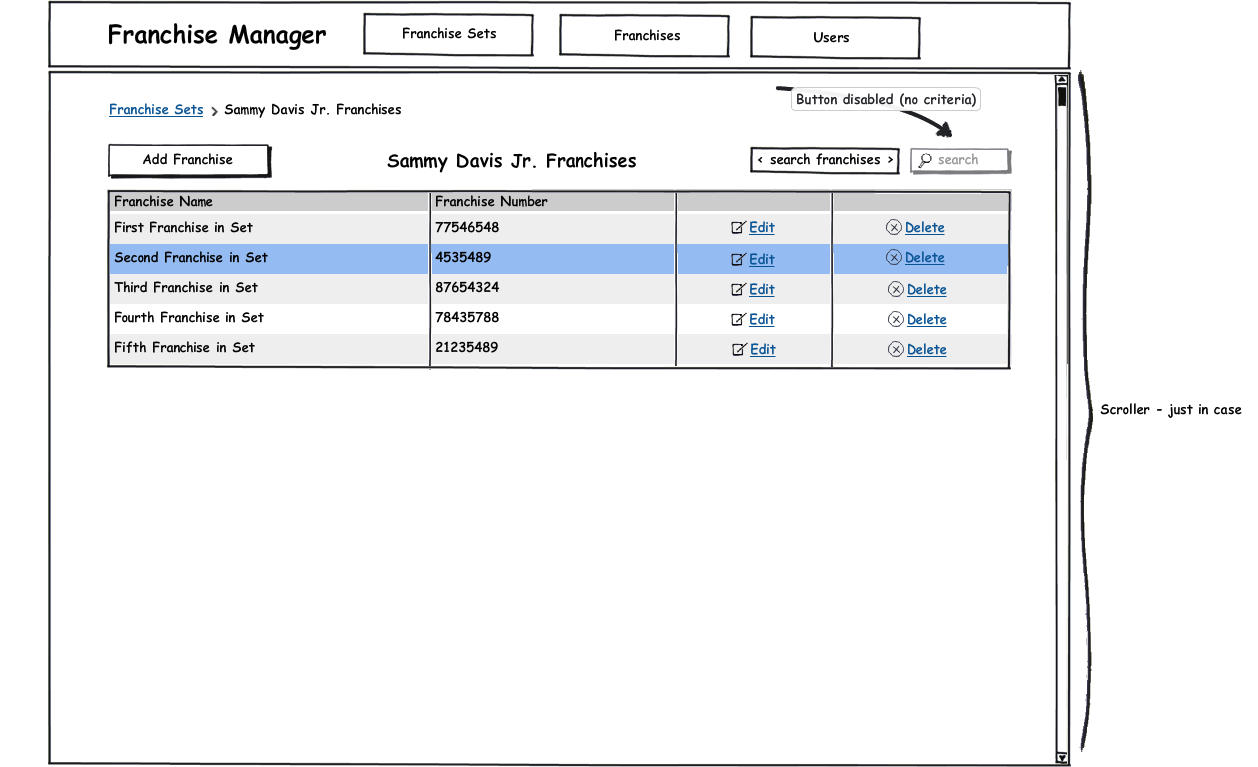 Franchise Manager
Franchise Sets
Franchises
Users
Button disabled (no criteria)
Franchise Sets > Sammy Davis Jr. Franchises
Add Franchise
Sammy Davis Jr. Franchises
< search franchises >
search
Franchise Name Franchise Number
First Franchise in Set 77546548 Edit Delete
Second Franchise in Set 4535489 Edit Delete
Third Franchise in Set 87654324 Edit Delete
Fourth Franchise in Set 78435788 Edit Delete
Fifth Franchise in Set 21235489 Edit Delete
Scroller - just in case